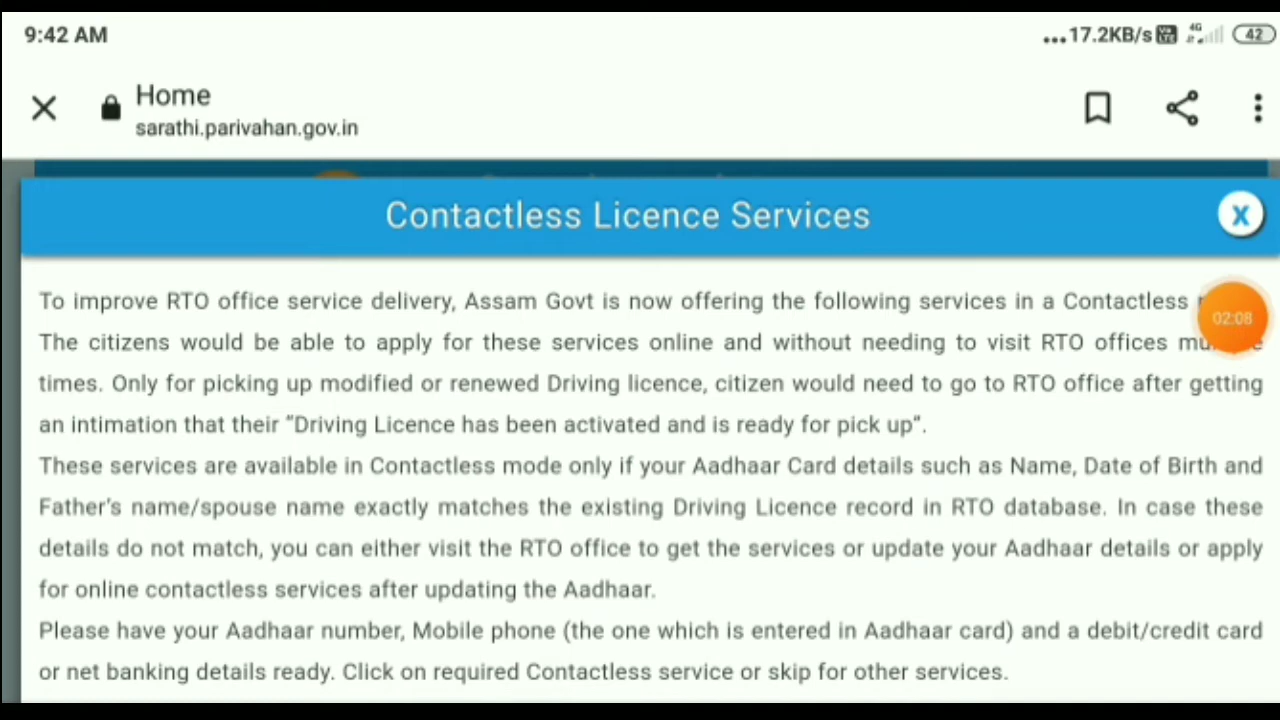 9:42 AM
...17.2KB/s 4G 42
Home
sarathi.parivahan.gov.in
Contactless Licence Services
X
To improve RTO office service delivery, Assam Govt is now offering the following services in a Contactless
02:08
The citizens would be able to apply for these services online and without needing to visit RTO offices
times. Only for picking up modified or renewed Driving licence, citizen would need to go to RTO office after getting
an intimation that their “Driving Licence has been activated and is ready for pick up“.
These services are available in Contactless mode only if your Aadhaar Card details such as Name, Date of Birth and
Father's name/spouse name exactly matches the existing Driving Licence record in RTO database. In case these
details do not match, you can either visit the RTO office to get the services or update your Aadhaar details or apply
for online contactless services after updating the Aadhaar.
Please have your Aadhaar number, Mobile phone (the one which is entered in Aadhaar card) and a debit/credit card
or net banking details ready. Click on required Contactless service or skip for other services.